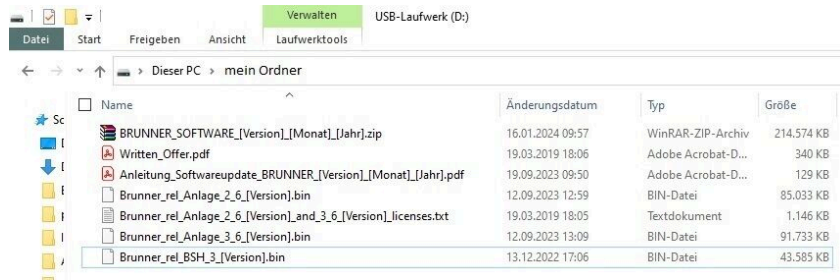 Verwalten USB-Laufwerk (D:)
Datei Start Freigeben Ansicht Laufwerktools
Dieser PC > mein Ordner
Name Änderungsdatum Typ Größe
BRUNNER_SOFTWARE_[Version]_[Monat]_[Jahr].zip 16.01.2024 09:57 WinRAR-ZIP-Archiv 214.574 KB
Written_Offer.pdf 19.03.2019 18:06 Adobe Acrobat-D... 340 KB
Anleitung_Softwareupdate_BRUNNER_[Version]_[Monat]_[Jahr].pdf 19.09.2023 09:50 Adobe Acrobat-D... 129 KB
Brunner_rel_Anlage_2_6_[Version].bin 12.09.2023 12:59 BIN-Datei 85.033 KB
Brunner_rel_Anlage_2_6_[Version]_and_3_6_[Version]_licenses.txt 19.03.2019 18:05 Textdokument 1.146 KB
Brunner_rel_Anlage_3_6_[Version].bin 12.09.2023 13:09 BIN-Datei 91.733 KB
Brunner_rel_BSH_3_[Version].bin 13.12.2022 17:06 BIN-Datei 43.585 KB